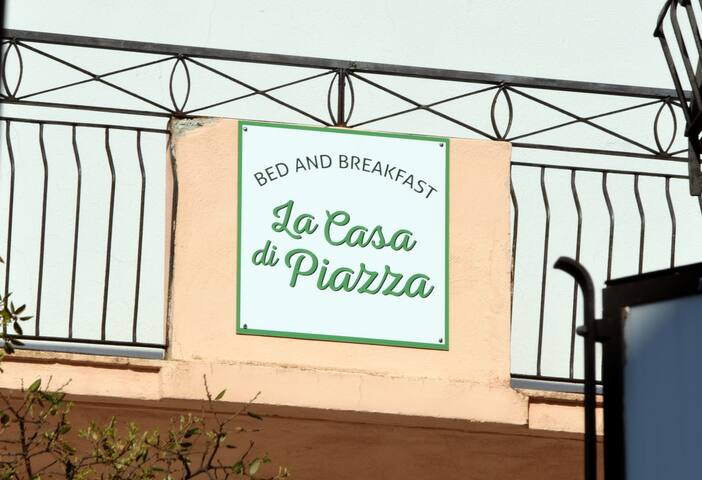 BED AND BREAKFAST
La Casa
di Piazza